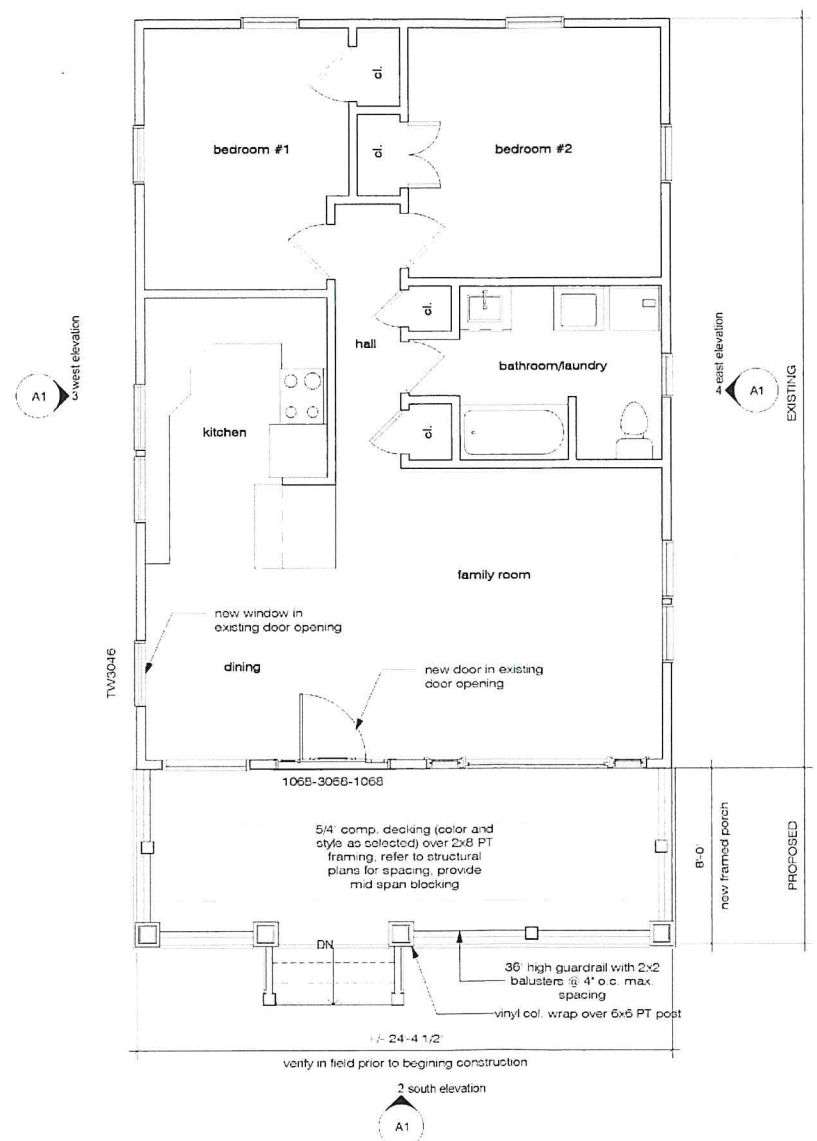 cl.
bedroom #1
cl.
bedroom #2
3 west elevation
A1
hall
cl.
bathroom/laundry
4 east elevation
A1
EXISTING
kitchen
cl.
family room
new window in
existing door opening
TW3046
dining
new door in existing
door opening
1068-3068-1068
5/4" comp. decking (color and
style as selected) over 2x8 PT
framing, refer to structural
plans for spacing, provide
mid span blocking
8'-0"
new framed porch
PROPOSED
DN
36" high guardrail with 2x2
balusters @ 4" o.c. max.
spacing
vinyl col. wrap over 6x6 PT post
+/- 24'-4 1/2"
verify in field prior to begining construction
2 south elevation
A1